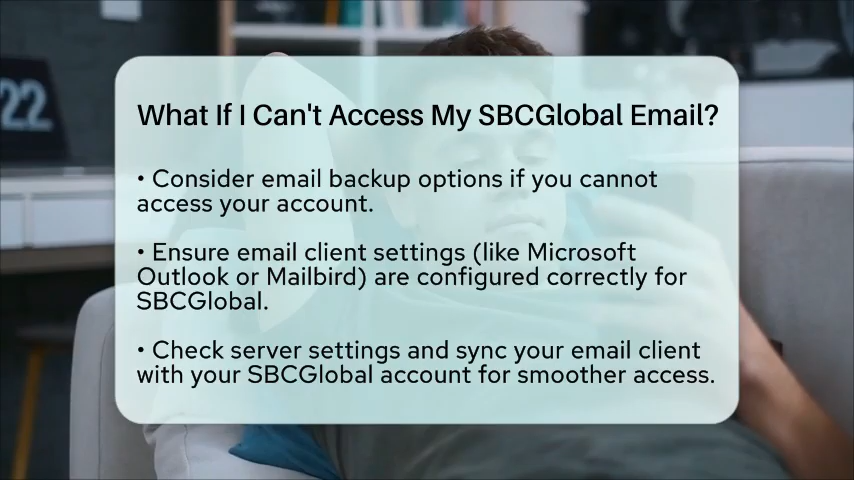 22
What If I Can't Access My SBCGlobal Email?
• Consider email backup options if you cannot
access your account.
• Ensure email client settings (like Microsoft
Outlook or Mailbird) are configured correctly for
SBCGlobal.
• Check server settings and sync your email client
with your SBCGlobal account for smoother access.